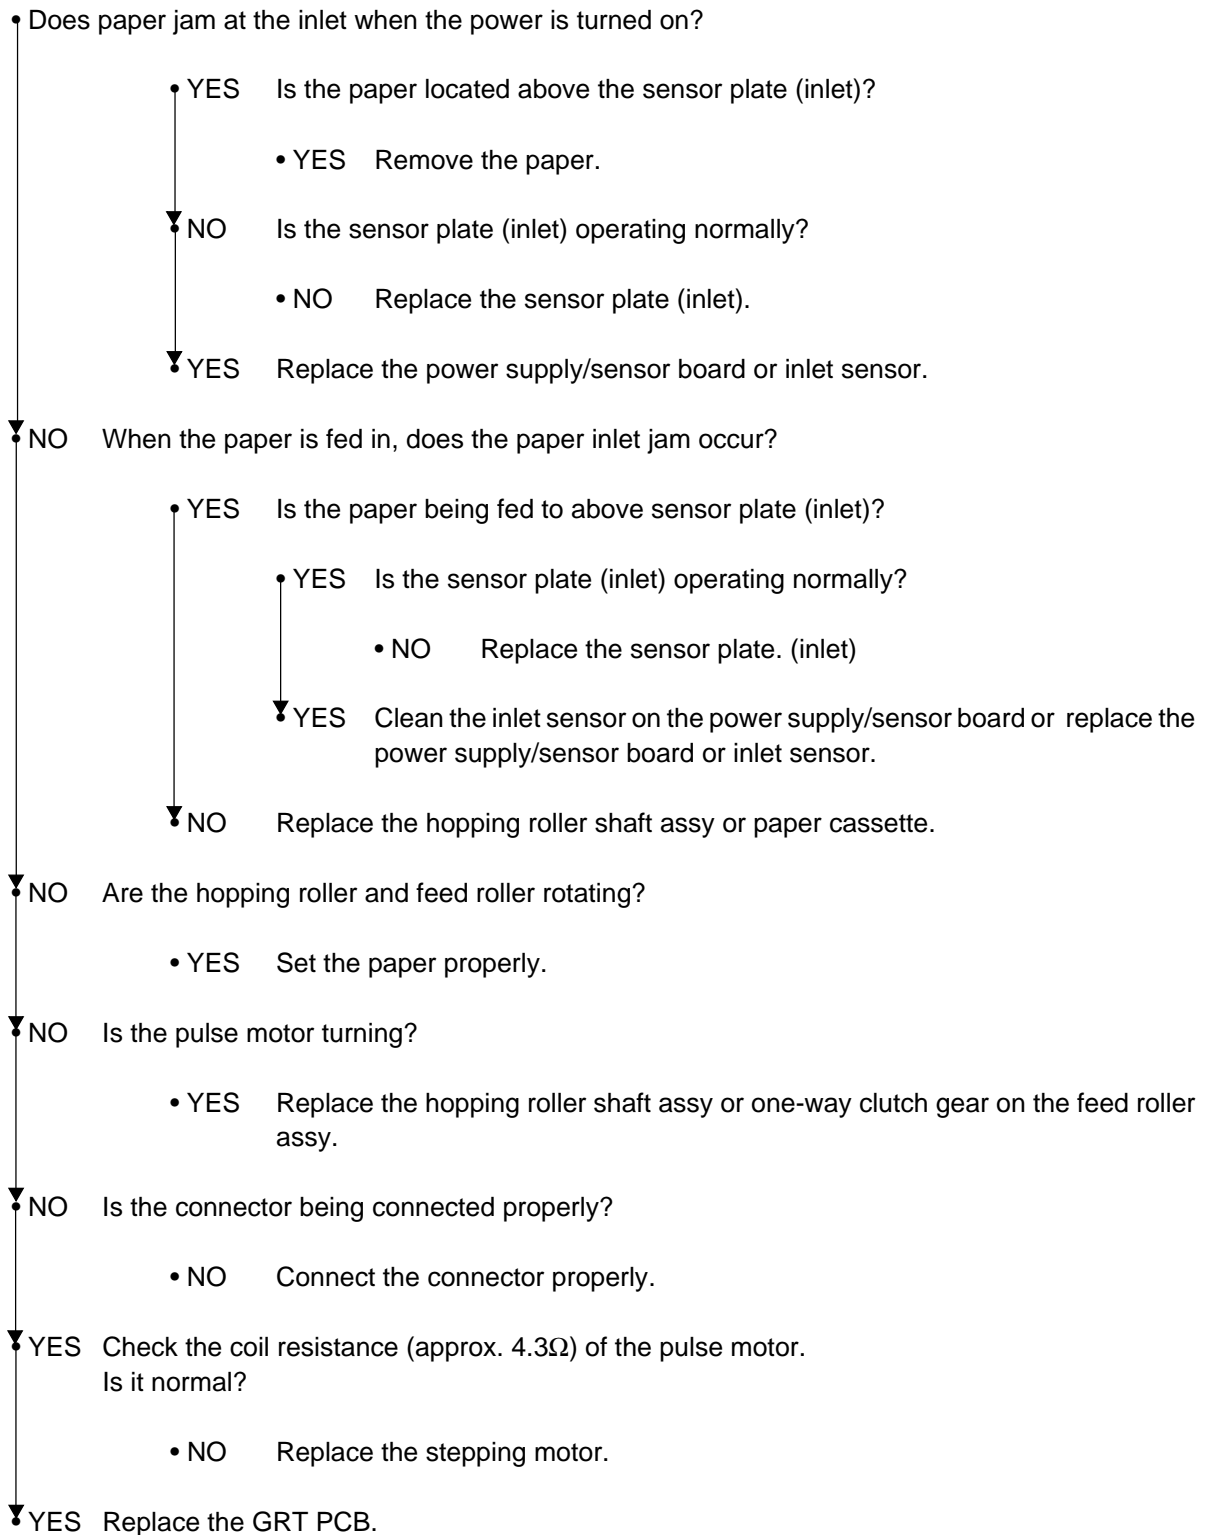 • Does paper jam at the inlet when the power is turned on?
• YES Is the paper located above the sensor plate (inlet)?
• YES Remove the paper.
• NO Is the sensor plate (inlet) operating normally?
• NO Replace the sensor plate (inlet).
• YES Replace the power supply/sensor board or inlet sensor.
• NO When the paper is fed in, does the paper inlet jam occur?
• YES Is the paper being fed to above sensor plate (inlet)?
• YES Is the sensor plate (inlet) operating normally?
• NO Replace the sensor plate. (inlet)
• YES Clean the inlet sensor on the power supply/sensor board or replace the
power supply/sensor board or inlet sensor.
• NO Replace the hopping roller shaft assy or paper cassette.
• NO Are the hopping roller and feed roller rotating?
• YES Set the paper properly.
• NO Is the pulse motor turning?
• YES Replace the hopping roller shaft assy or one-way clutch gear on the feed roller
assy.
• NO Is the connector being connected properly?
• NO Connect the connector properly.
• YES Check the coil resistance (approx. 4.3Ω) of the pulse motor.
Is it normal?
• NO Replace the stepping motor.
• YES Replace the GRT PCB.